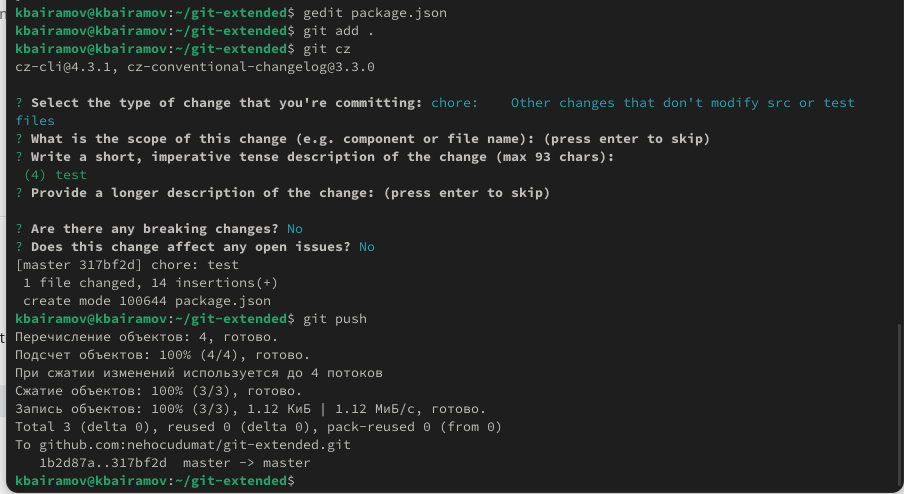 kbairamov@kbairamov:~/git-extended$ gedit package.json
kbairamov@kbairamov:~/git-extended$ git add .
kbairamov@kbairamov:~/git-extended$ git cz
cz-cli@4.3.1, cz-conventional-changelog@3.3.0
? Select the type of change that you're committing: chore:    Other changes that don't modify src or test
files
? What is the scope of this change (e.g. component or file name): (press enter to skip)
? Write a short, imperative tense description of the change (max 93 chars):
 (4) test
? Provide a longer description of the change: (press enter to skip)
? Are there any breaking changes? No
? Does this change affect any open issues? No
[master 317bf2d] chore: test
 1 file changed, 14 insertions(+)
 create mode 100644 package.json
kbairamov@kbairamov:~/git-extended$ git push
Перечисление объектов: 4, готово.
Подсчет объектов: 100% (4/4), готово.
При сжатии изменений используется до 4 потоков
Сжатие объектов: 100% (3/3), готово.
Запись объектов: 100% (3/3), 1.12 КиБ | 1.12 МиБ/с, готово.
Total 3 (delta 0), reused 0 (delta 0), pack-reused 0 (from 0)
To github.com:nehocudumat/git-extended.git
   1b2d87a..317bf2d  master -> master
kbairamov@kbairamov:~/git-extended$